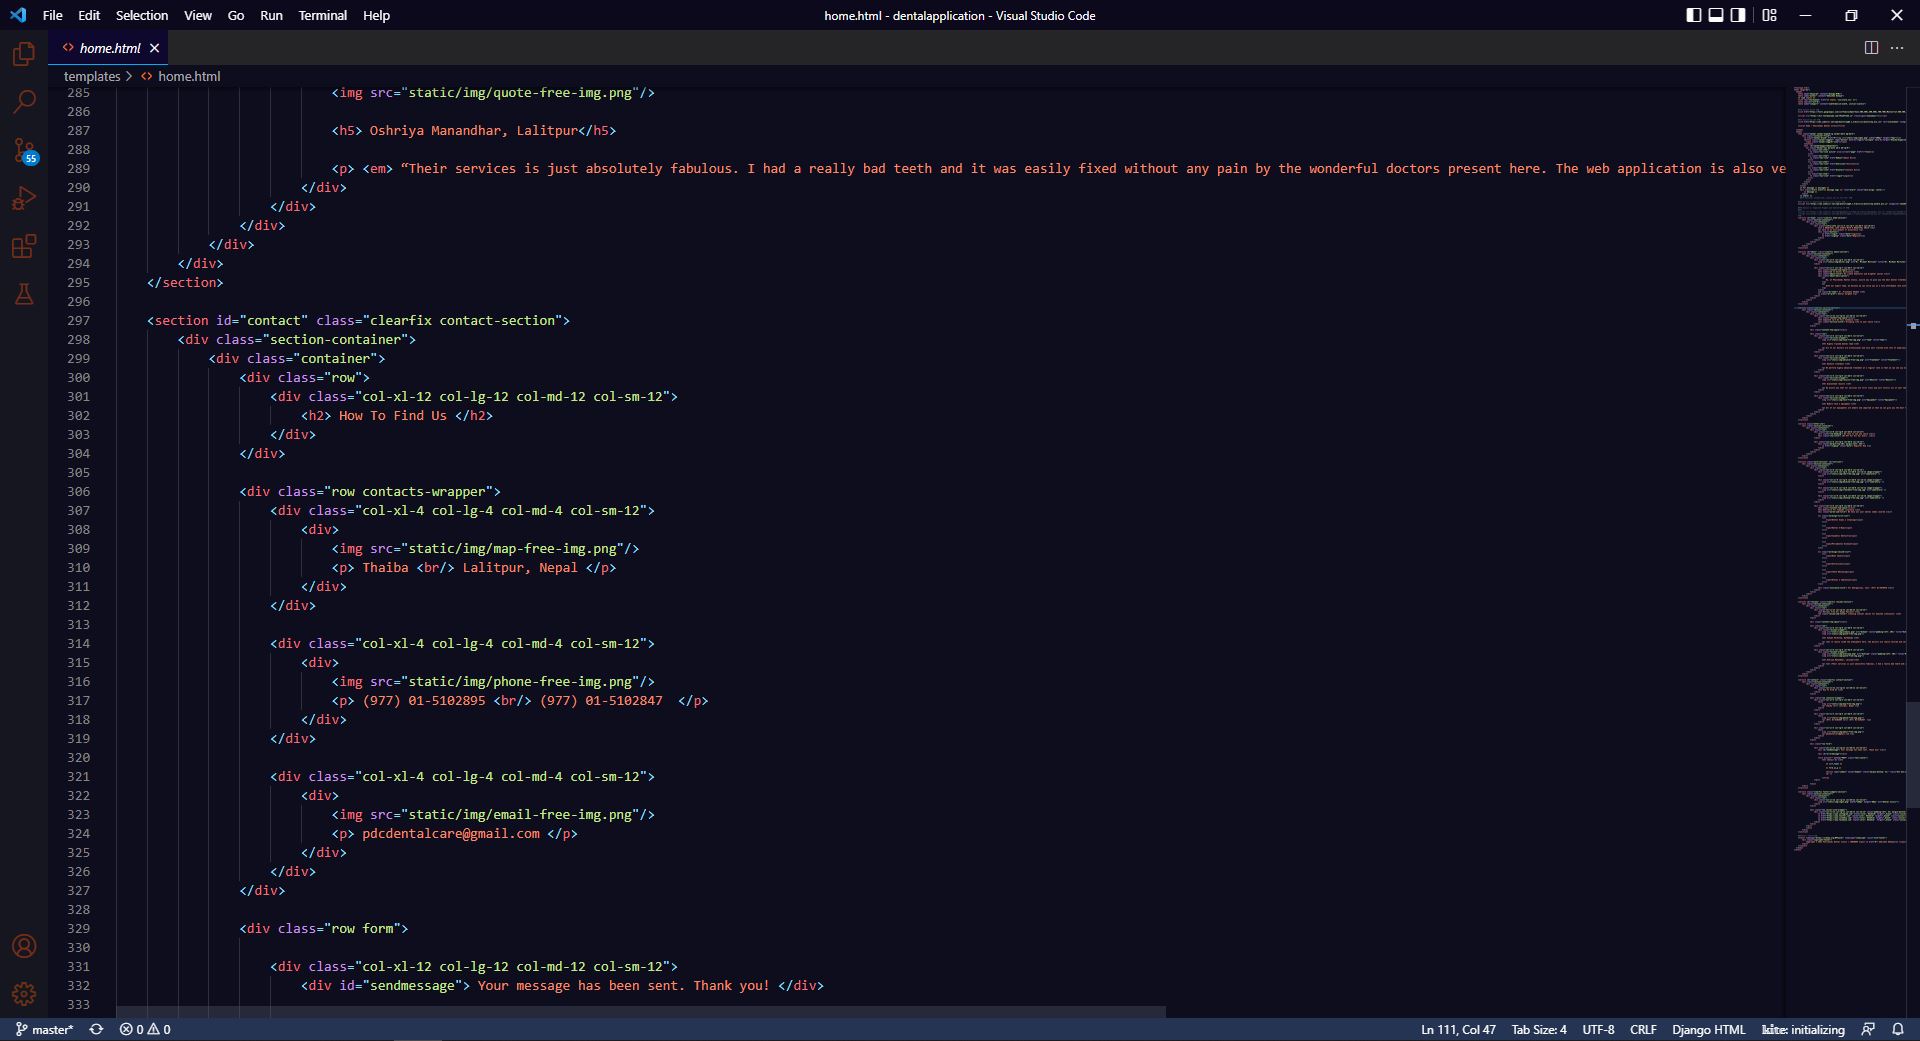 File Edit Selection View Go Run Terminal Help
home.html - dentalapplication - Visual Studio Code
<> home.html
templates > <> home.html
55
285 <img src="static/img/quote-free-img.png"/>
286
287 <h5> Oshriya Manandhar, Lalitpur</h5>
288
289 <p> <em> “Their services is just absolutely fabulous. I had a really bad teeth and it was easily fixed without any pain by the wonderful doctors present here. The web application is also ve
290 </div>
291 </div>
292 </div>
293 </div>
294 </div>
295 </section>
296
297 <section id="contact" class="clearfix contact-section">
298 <div class="section-container">
299 <div class="container">
300 <div class="row">
301 <div class="col-xl-12 col-lg-12 col-md-12 col-sm-12">
302 <h2> How To Find Us </h2>
303 </div>
304 </div>
305
306 <div class="row contacts-wrapper">
307 <div class="col-xl-4 col-lg-4 col-md-4 col-sm-12">
308 <div>
309 <img src="static/img/map-free-img.png"/>
310 <p> Thaiba <br/> Lalitpur, Nepal </p>
311 </div>
312 </div>
313
314 <div class="col-xl-4 col-lg-4 col-md-4 col-sm-12">
315 <div>
316 <img src="static/img/phone-free-img.png"/>
317 <p> (977) 01-5102895 <br/> (977) 01-5102847  </p>
318 </div>
319 </div>
320
321 <div class="col-xl-4 col-lg-4 col-md-4 col-sm-12">
322 <div>
323 <img src="static/img/email-free-img.png"/>
324 <p> pdcdentalcare@gmail.com </p>
325 </div>
326 </div>
327 </div>
328
329 <div class="row form">
330
331 <div class="col-xl-12 col-lg-12 col-md-12 col-sm-12">
332 <div id="sendmessage"> Your message has been sent. Thank you! </div>
333
master* 0 0 Ln 111, Col 47 Tab Size: 4 UTF-8 CRLF Django HTML kite: initializing